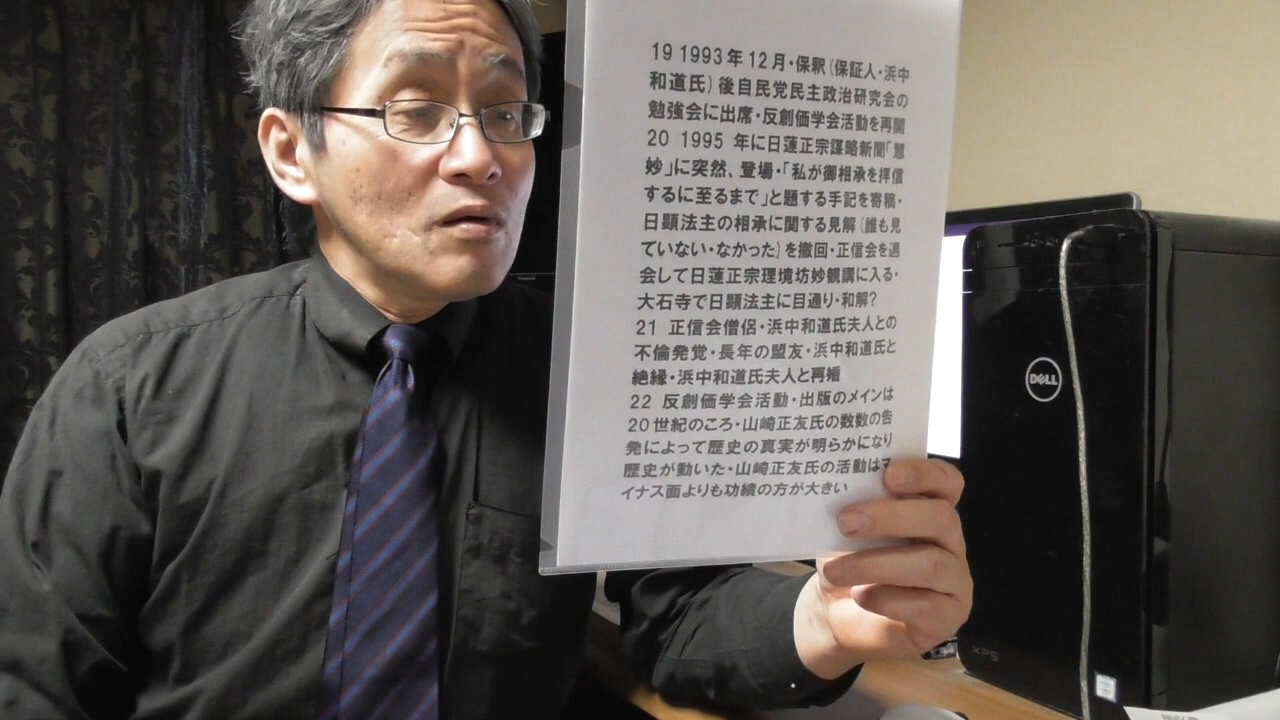 19 1993年12月・保釈(保証人・浜中
和道氏)後自民党民主政治研究会の
勉強会に出席・反創価学会活動を再開
20 1995 年に日蓮正宗謀略新聞「慧
妙」に突然、登場・「私が御相承を拝信
するに至るまで」と題する手記を寄稿・
日顕法主の相承に関する見解(誰も見
ていない・なかった)を撤回・正信会を退
会して日蓮正宗理境坊妙観講に入る・
大石寺で日顕法主に目通り・和解?
21 正信会僧侶・浜中和道氏夫人との
不倫発覚・長年の盟友・浜中和道氏と
絶縁・浜中和道氏夫人と再婚
22 反創価学会活動・出版のメインは
20世紀のころ・山崎正友氏の数数の告
発によって歴史の真実が明らかになり
歴史が動いた・山崎正友氏の活動はマ
イナス面よりも功績の方が大きい
DELL
XPS